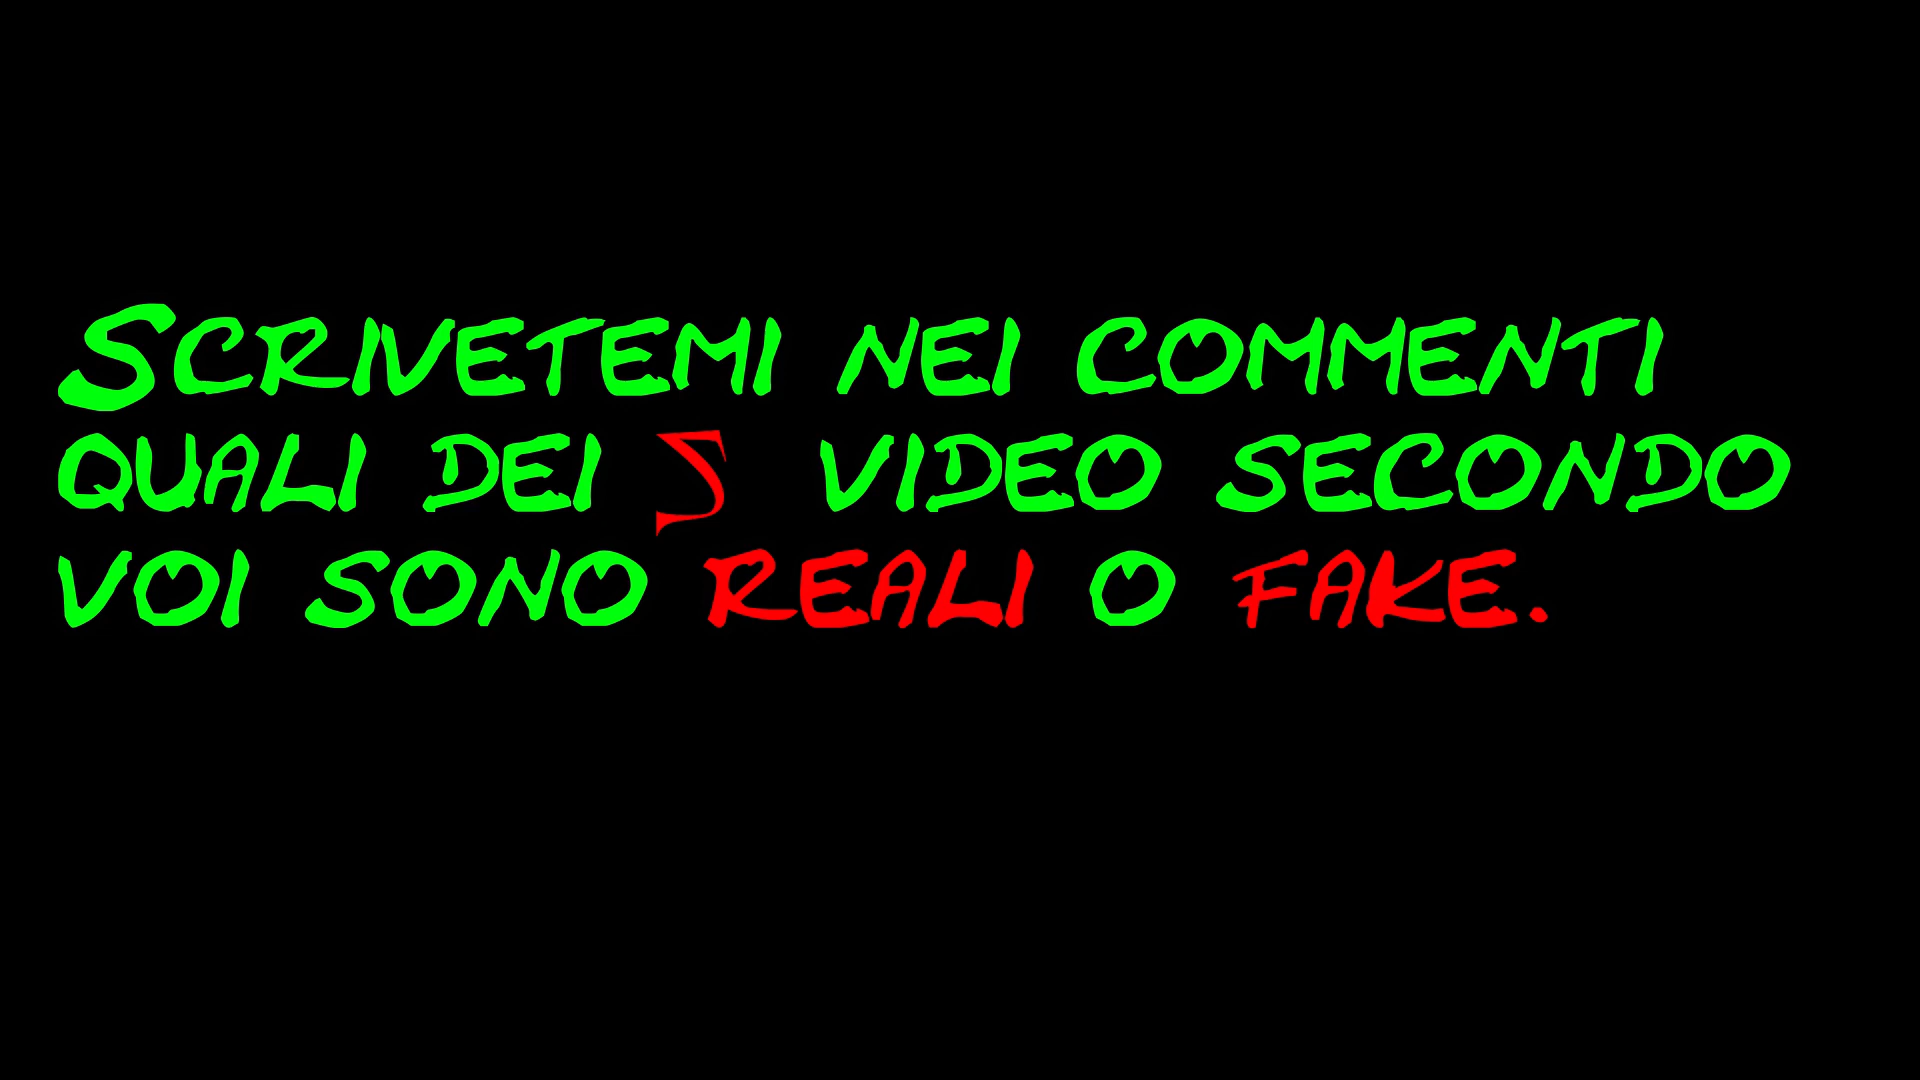 Scrivetemi nei commenti
quali dei 5 video secondo
voi sono reali o fake.